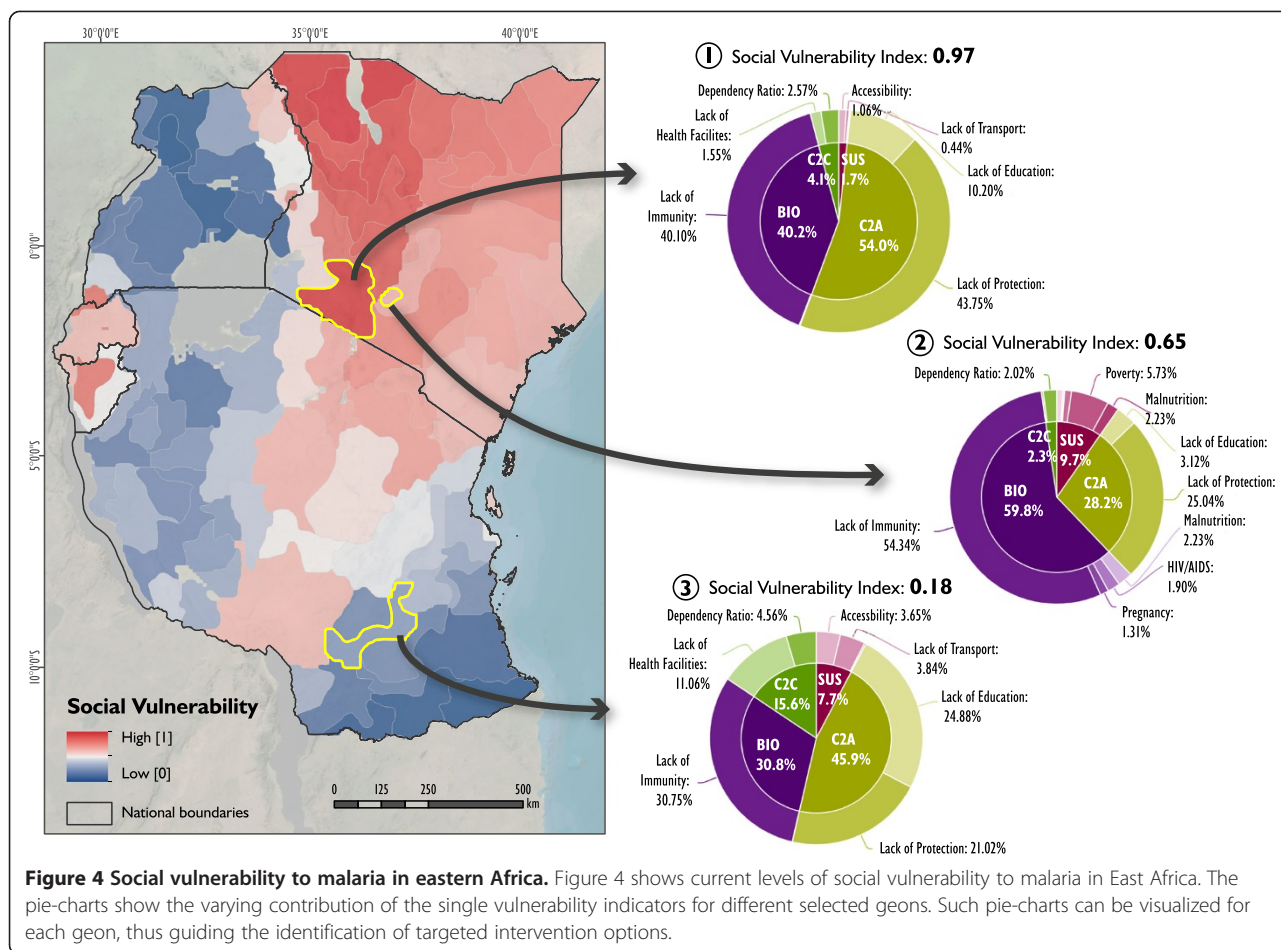 30°0'0"E
35°0'0"E
40°0'0"E
0°0'0"
5°0'0"S
10°0'0"S
Social Vulnerability
High [1]
Low [0]
National boundaries
0 125 250 500
km
1 Social Vulnerability Index: 0.97
Dependency Ratio: 2.57%
Accessibility:
1.06%
Lack of
Health Facilites:
1.55%
Lack of Transport:
0.44%
Lack of Education:
10.20%
Lack of
Immunity:
40.10%
Lack of Protection:
43.75%
C2C
4.1%
SUS
1.7%
BIO
40.2%
C2A
54.0%
2 Social Vulnerability Index: 0.65
Dependency Ratio: 2.02%
Poverty: 5.73%
Malnutrition:
2.23%
Lack of Education:
3.12%
Lack of Protection:
25.04%
Malnutrition:
2.23%
HIV/AIDS:
1.90%
Pregnancy:
1.31%
Lack of Immunity:
54.34%
C2C
2.3%
SUS
9.7%
BIO
59.8%
C2A
28.2%
3 Social Vulnerability Index: 0.18
Dependency Ratio: 4.56%
Accessbility: 3.65%
Lack of
Health Facilities:
11.06%
Lack of Transport:
3.84%
Lack of Education:
24.88%
Lack of
Immunity:
30.75%
Lack of Protection: 21.02%
C2C
15.6%
SUS
7.7%
BIO
30.8%
C2A
45.9%
Figure 4 Social vulnerability to malaria in eastern Africa. Figure 4 shows current levels of social vulnerability to malaria in East Africa. The
pie-charts show the varying contribution of the single vulnerability indicators for different selected geons. Such pie-charts can be visualized for
each geon, thus guiding the identification of targeted intervention options.